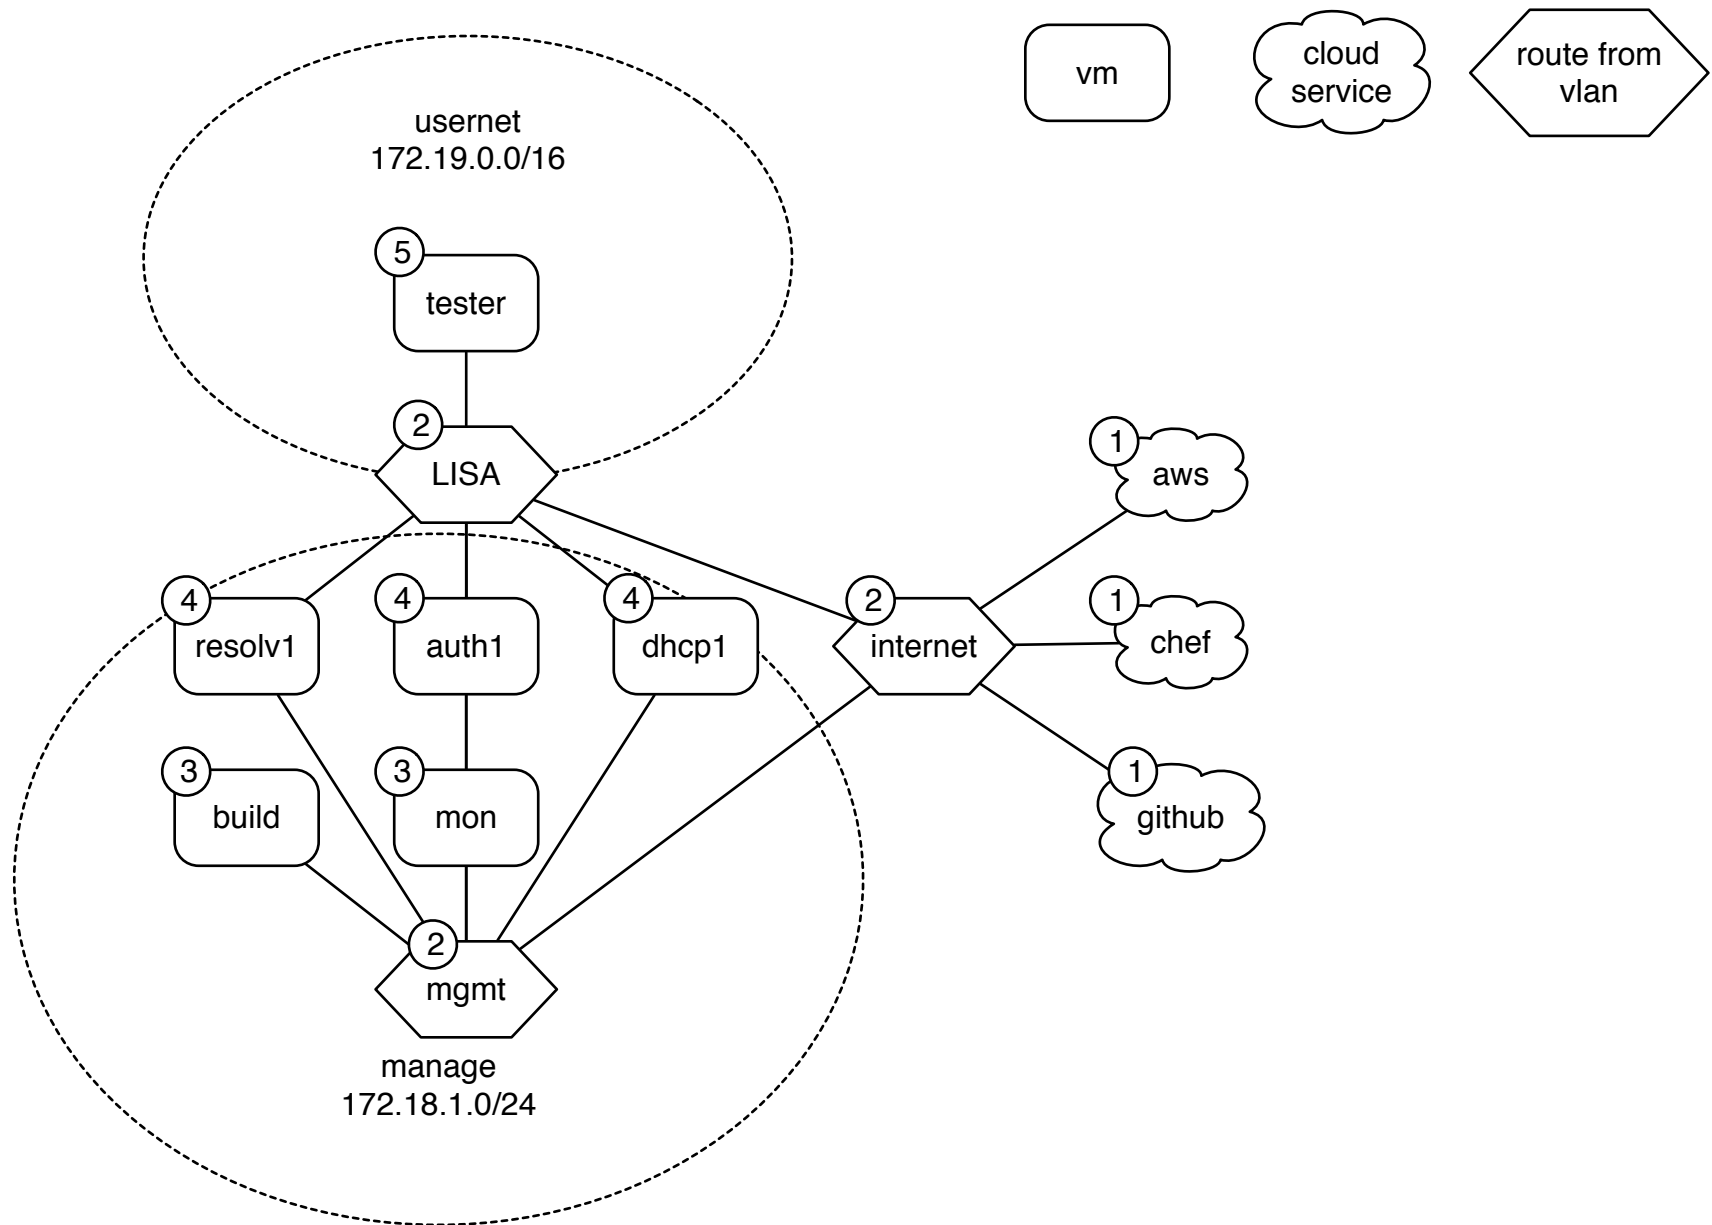 vm
cloud
service
route from
vlan
usernet
172.19.0.0/16
5
tester
2
LISA
1
aws
4
resolv1
4
auth1
4
dhcp1
2
internet
1
chef
3
build
3
mon
1
github
2
mgmt
manage
172.18.1.0/24